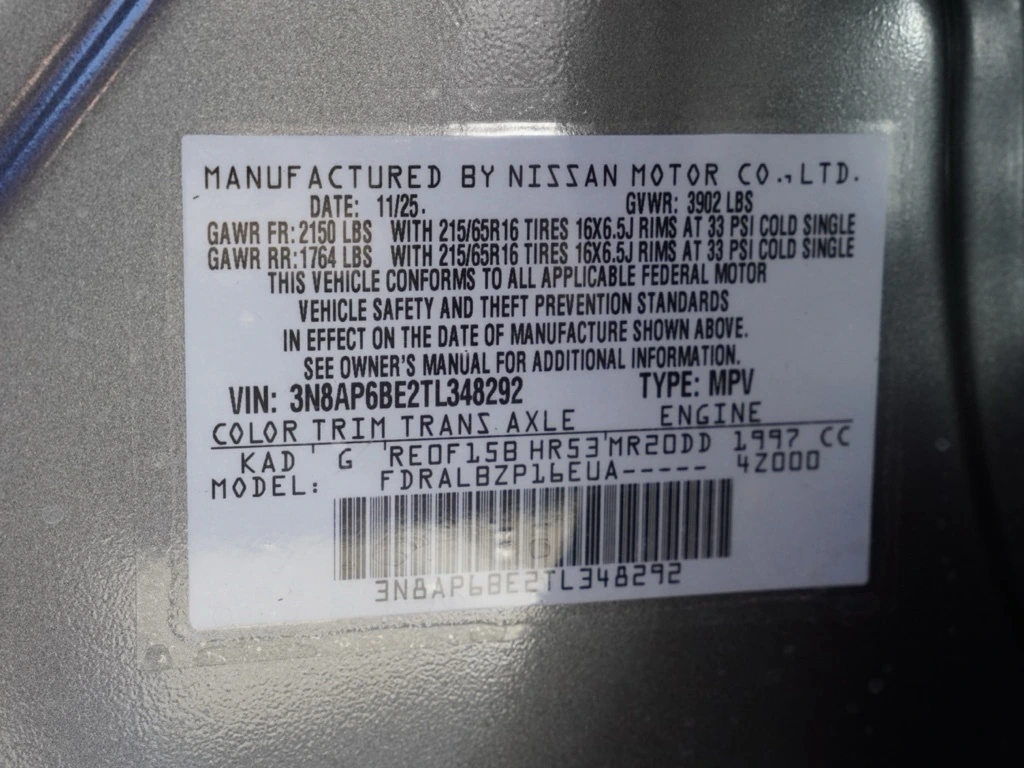 MANUFACTURED BY NISSAN MOTOR CO.,LTD.
DATE: 11/25. GVWR: 3902 LBS
GAWR FR: 2150 LBS WITH 215/65R16 TIRES 16X6.5J RIMS AT 33 PSI COLD SINGLE
GAWR RR: 1764 LBS WITH 215/65R16 TIRES 16X6.5J RIMS AT 33 PSI COLD SINGLE
THIS VEHICLE CONFORMS TO ALL APPLICABLE FEDERAL MOTOR
VEHICLE SAFETY AND THEFT PREVENTION STANDARDS
IN EFFECT ON THE DATE OF MANUFACTURE SHOWN ABOVE.
SEE OWNER'S MANUAL FOR ADDITIONAL INFORMATION.
VIN: 3N8AP6BE2TL348292 TYPE: MPV
COLOR TRIM TRANS AXLE ENGINE
KAD G RE0F15B HR53 MR20DD 1997 CC
MODEL: FDRALBZP16EUA----- 4Z000
3N8AP6BE2TL348292